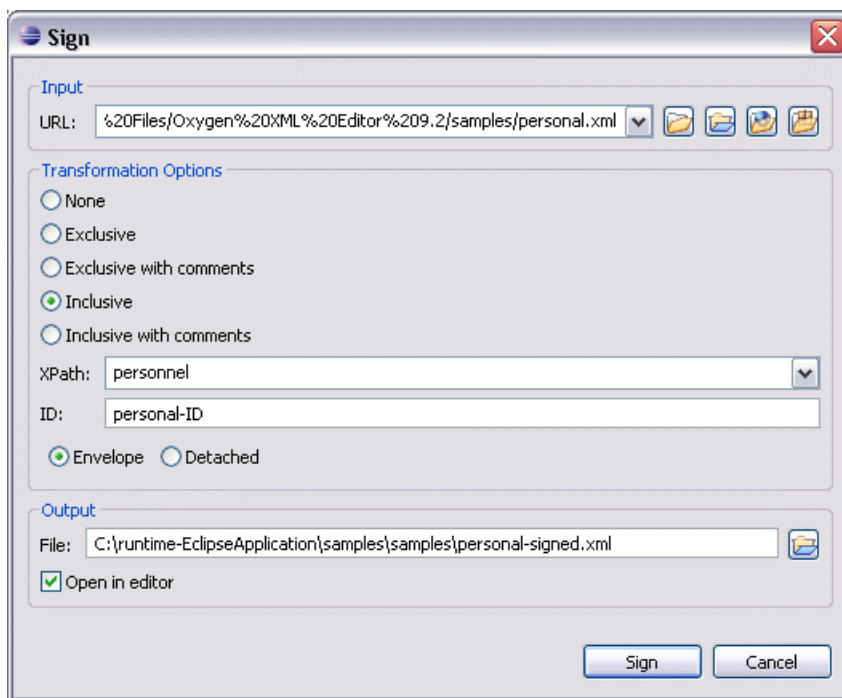 Sign
Input
URL: %20Files/Oxygen%20XML%20Editor%209.2/samples/personal.xml
Transformation Options
None
Exclusive
Exclusive with comments
Inclusive
Inclusive with comments
XPath: personnel
ID: personal-ID
Envelope Detached
Output
File: C:\runtime-EclipseApplication\samples\samples\personal-signed.xml
Open in editor
Sign Cancel